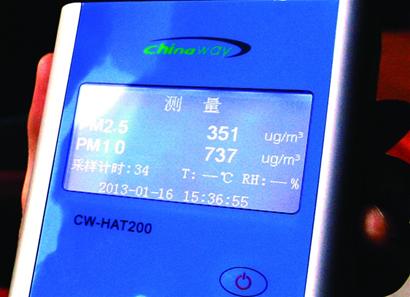 Chinaway
测量
PM2.5 351 ug/m³
PM10 737 ug/m³
采样计时:34 T:—℃ RH:—%
2013-01-16 15:36:55
CW-HAT200